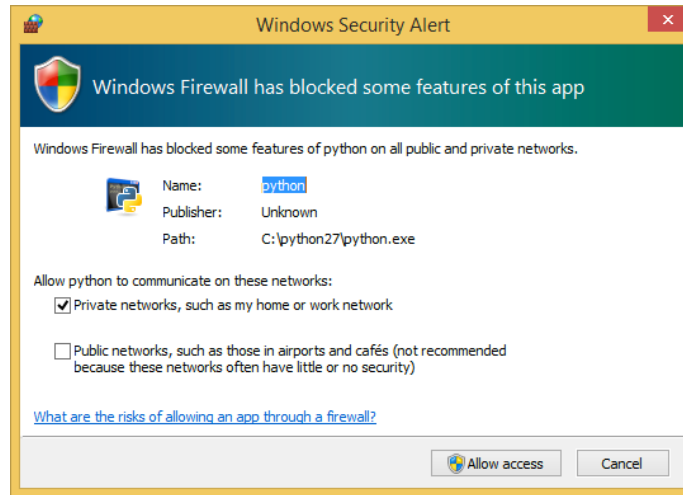 Windows Security Alert
Windows Firewall has blocked some features of this app
Windows Firewall has blocked some features of python on all public and private networks.
Name: python
Publisher: Unknown
Path: C:\python27\python.exe
Allow python to communicate on these networks:
Private networks, such as my home or work network
Public networks, such as those in airports and cafés (not recommended
because these networks often have little or no security)
What are the risks of allowing an app through a firewall?
Allow access Cancel